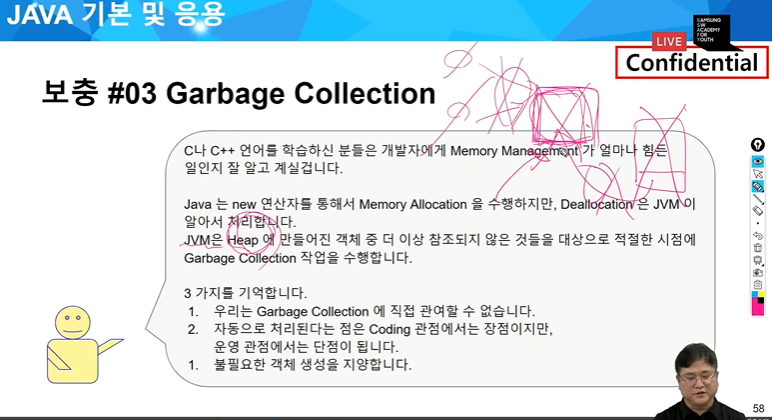 JAVA 기본 및 응용
LIVE
SAMSUNG
SW
ACADEMY
FOR
YOUTH
Confidential
보충 #03 Garbage Collection
C나 C++ 언어를 학습하신 분들은 개발자에게 Memory Management 가 얼마나 힘든
일인지 잘 알고 계실겁니다.
Java 는 new 연산자를 통해서 Memory Allocation 을 수행하지만, Deallocation 은 JVM 이
알아서 처리합니다.
JVM은 Heap 에 만들어진 객체 중 더 이상 참조되지 않은 것들을 대상으로 적절한 시점에
Garbage Collection 작업을 수행합니다.
3 가지를 기억합니다.
1. 우리는 Garbage Collection 에 직접 관여할 수 없습니다.
2. 자동으로 처리된다는 점은 Coding 관점에서는 장점이지만,
운영 관점에서는 단점이 됩니다.
1. 불필요한 객체 생성을 지양합니다.
58